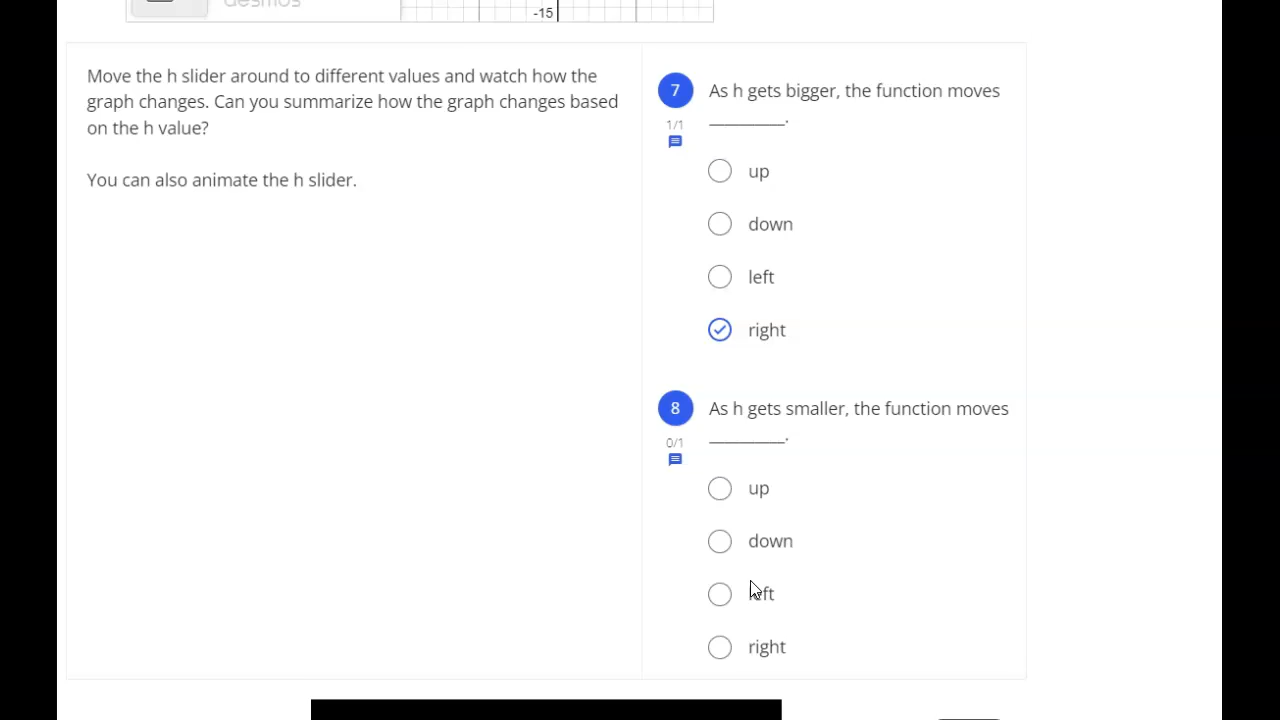 desmos
-15
Move the h slider around to different values and watch how the
graph changes. Can you summarize how the graph changes based
on the h value?
You can also animate the h slider.
7
As h gets bigger, the function moves
1/1
_________.
up
down
left
right
8
As h gets smaller, the function moves
0/1
_________.
up
down
left
right